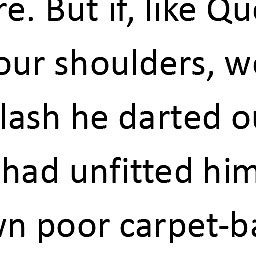 re. But if, like Que
our shoulders, we
lash he darted ou
had unfitted him
wn poor carpet-ba